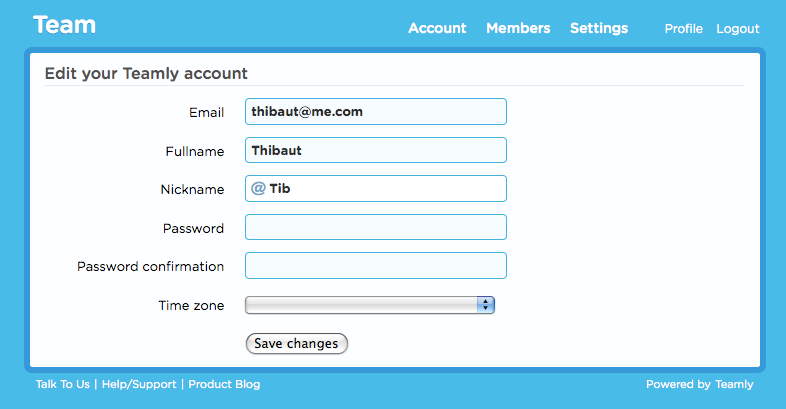 Team
Account Members Settings Profile Logout
Edit your Teamly account
Email thibaut@me.com
Fullname Thibaut
Nickname @ Tib
Password
Password confirmation
Time zone
Save changes
Talk To Us | Help/Support | Product Blog Powered by Teamly